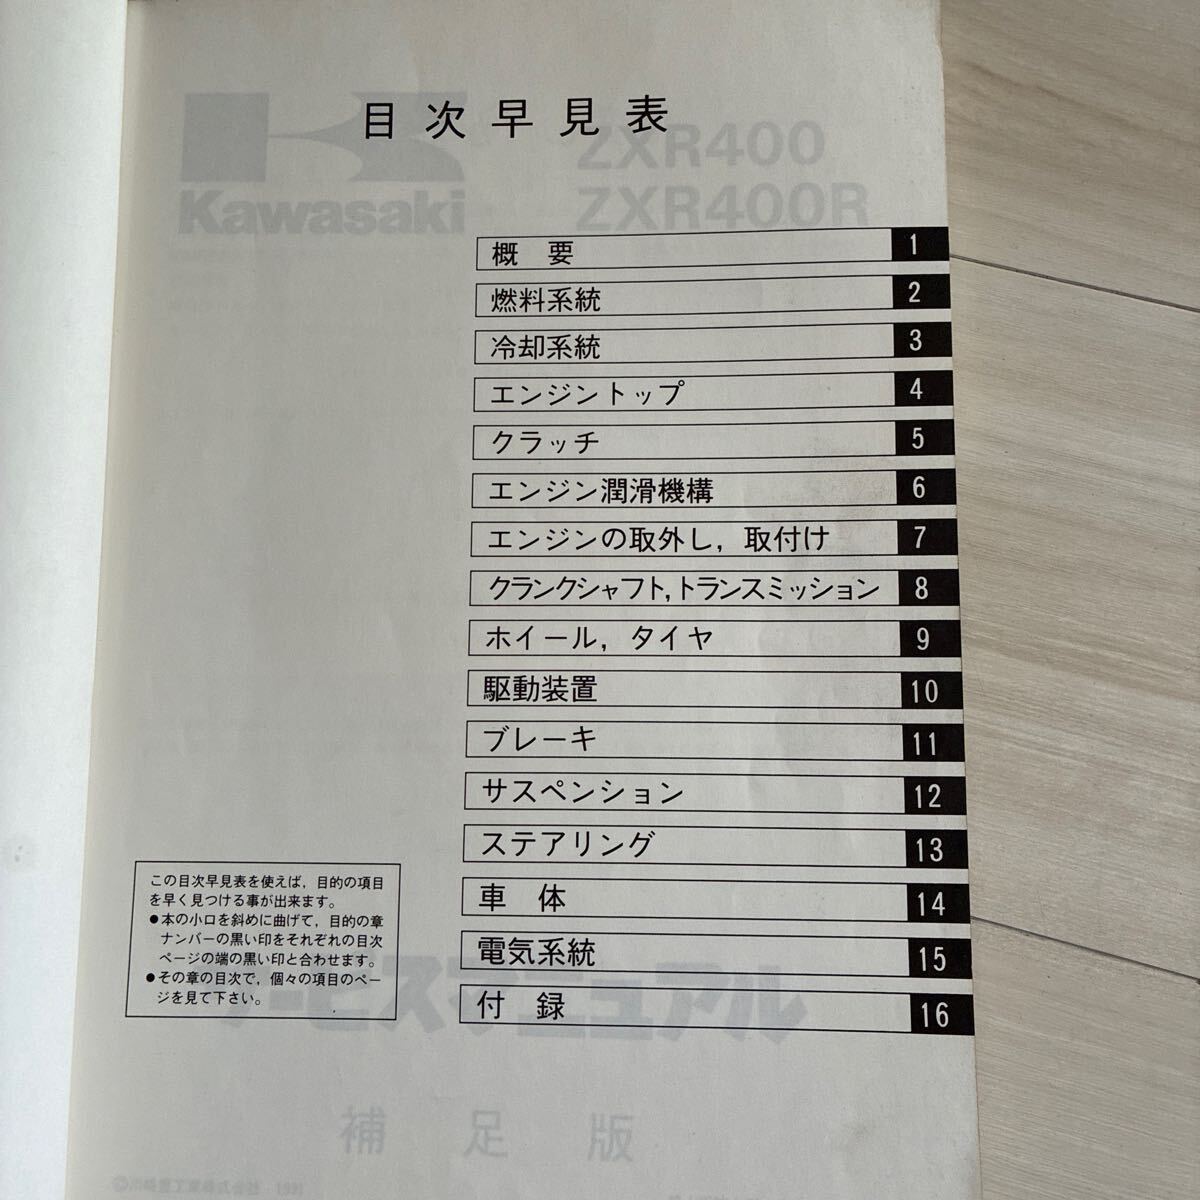 目次早見表
Kawasaki
ZXR400
ZXR400R
概 要 1
燃料系統 2
冷却系統 3
エンジントップ 4
クラッチ 5
エンジン潤滑機構 6
エンジンの取外し，取付け 7
クランクシャフト，トランスミッション 8
ホイール，タイヤ 9
駆動装置 10
ブレーキ 11
サスペンション 12
ステアリング 13
車 体 14
電気系統 15
付 録 16
この目次早見表を使えば，目的の項目
を早く見つける事が出来ます。
●本の小口を斜めに曲げて，目的の章
ナンバーの黒い印をそれぞれの目次
ページの端の黒い印と合わせます。
●その章の目次で，個々の項目のペー
ジを見て下さい。
サービスマニュアル
補足版